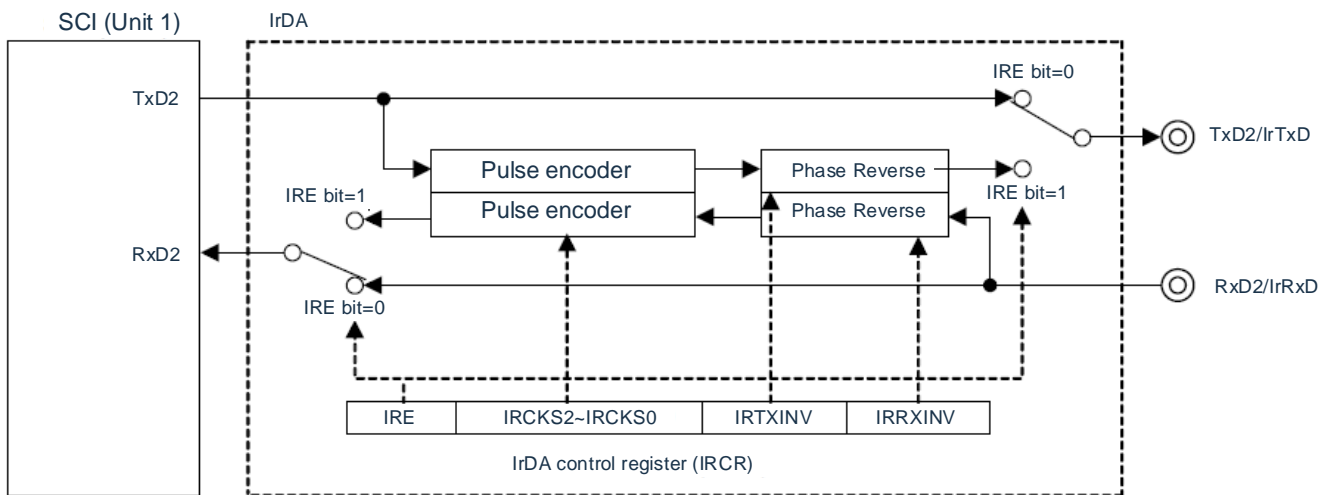 SCI (Unit 1)
IrDA
IRE bit=0
TxD2
TxD2/IrTxD
Pulse encoder
Phase Reverse
IRE bit=1
IRE bit=1
Pulse encoder
Phase Reverse
RxD2
RxD2/IrRxD
IRE bit=0
IRE
IRCKS2~IRCKS0
IRTXINV
IRRXINV
IrDA control register (IRCR)